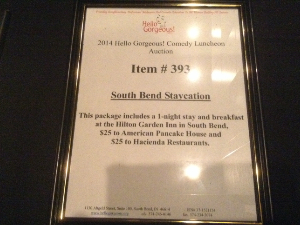 Hello
Gorgeous!
2014 Hello Gorgeous! Comedy Luncheon
Auction
Item # 393
South Bend Staycation
This package includes a 1-night stay and breakfast
at the Hilton Garden Inn in South Bend,
$25 to American Pancake House and
$25 to Hacienda Restaurants.